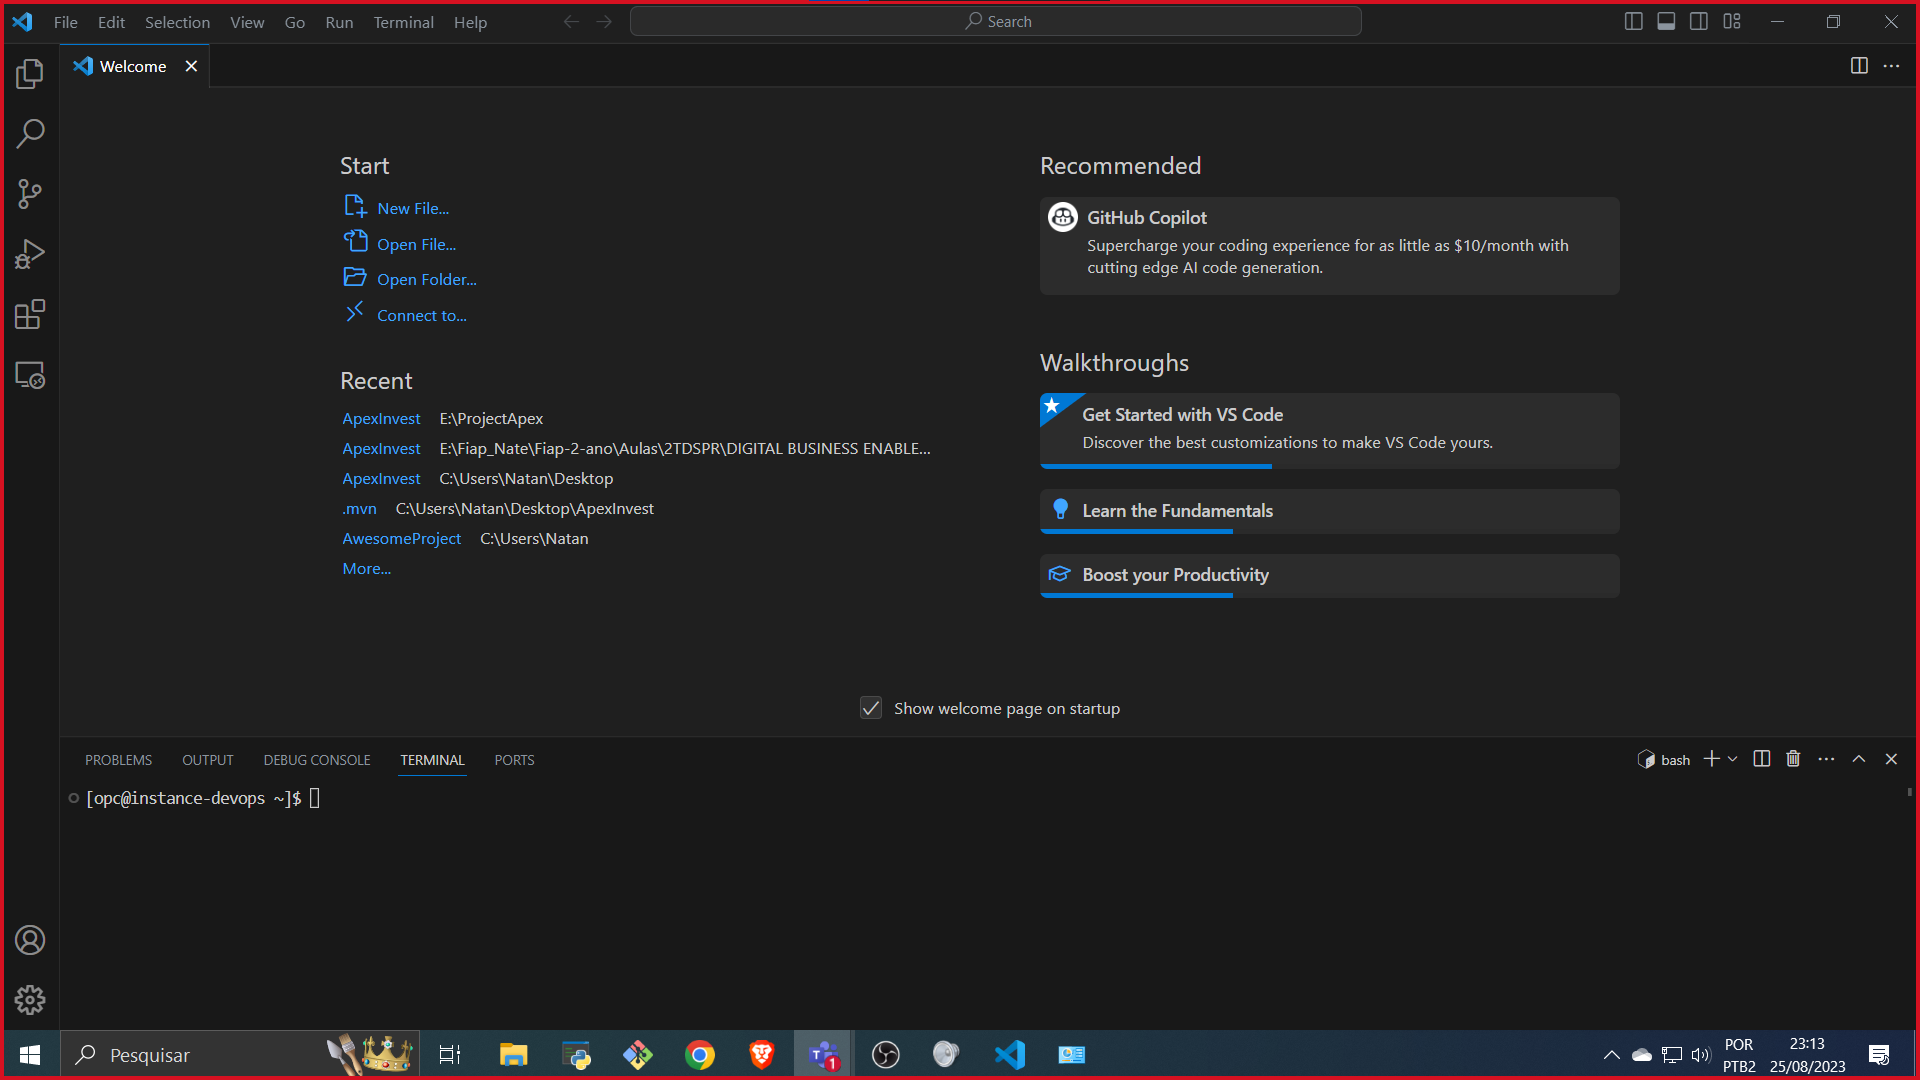 File Edit Selection View Go Run Terminal Help Search
Welcome
Start
New File...
Open File...
Open Folder...
Connect to...
Recent
ApexInvest E:\ProjectApex
ApexInvest E:\Fiap_Nate\Fiap-2-ano\Aulas\2TDSPR\DIGITAL BUSINESS ENABLE...
ApexInvest C:\Users\Natan\Desktop
.mvn C:\Users\Natan\Desktop\ApexInvest
AwesomeProject C:\Users\Natan
More...
Recommended
GitHub Copilot
Supercharge your coding experience for as little as $10/month with
cutting edge AI code generation.
Walkthroughs
Get Started with VS Code
Discover the best customizations to make VS Code yours.
Learn the Fundamentals
Boost your Productivity
Show welcome page on startup
PROBLEMS OUTPUT DEBUG CONSOLE TERMINAL PORTS bash
[opc@instance-devops ~]$
Pesquisar
1
POR
PTB2
23:13
25/08/2023